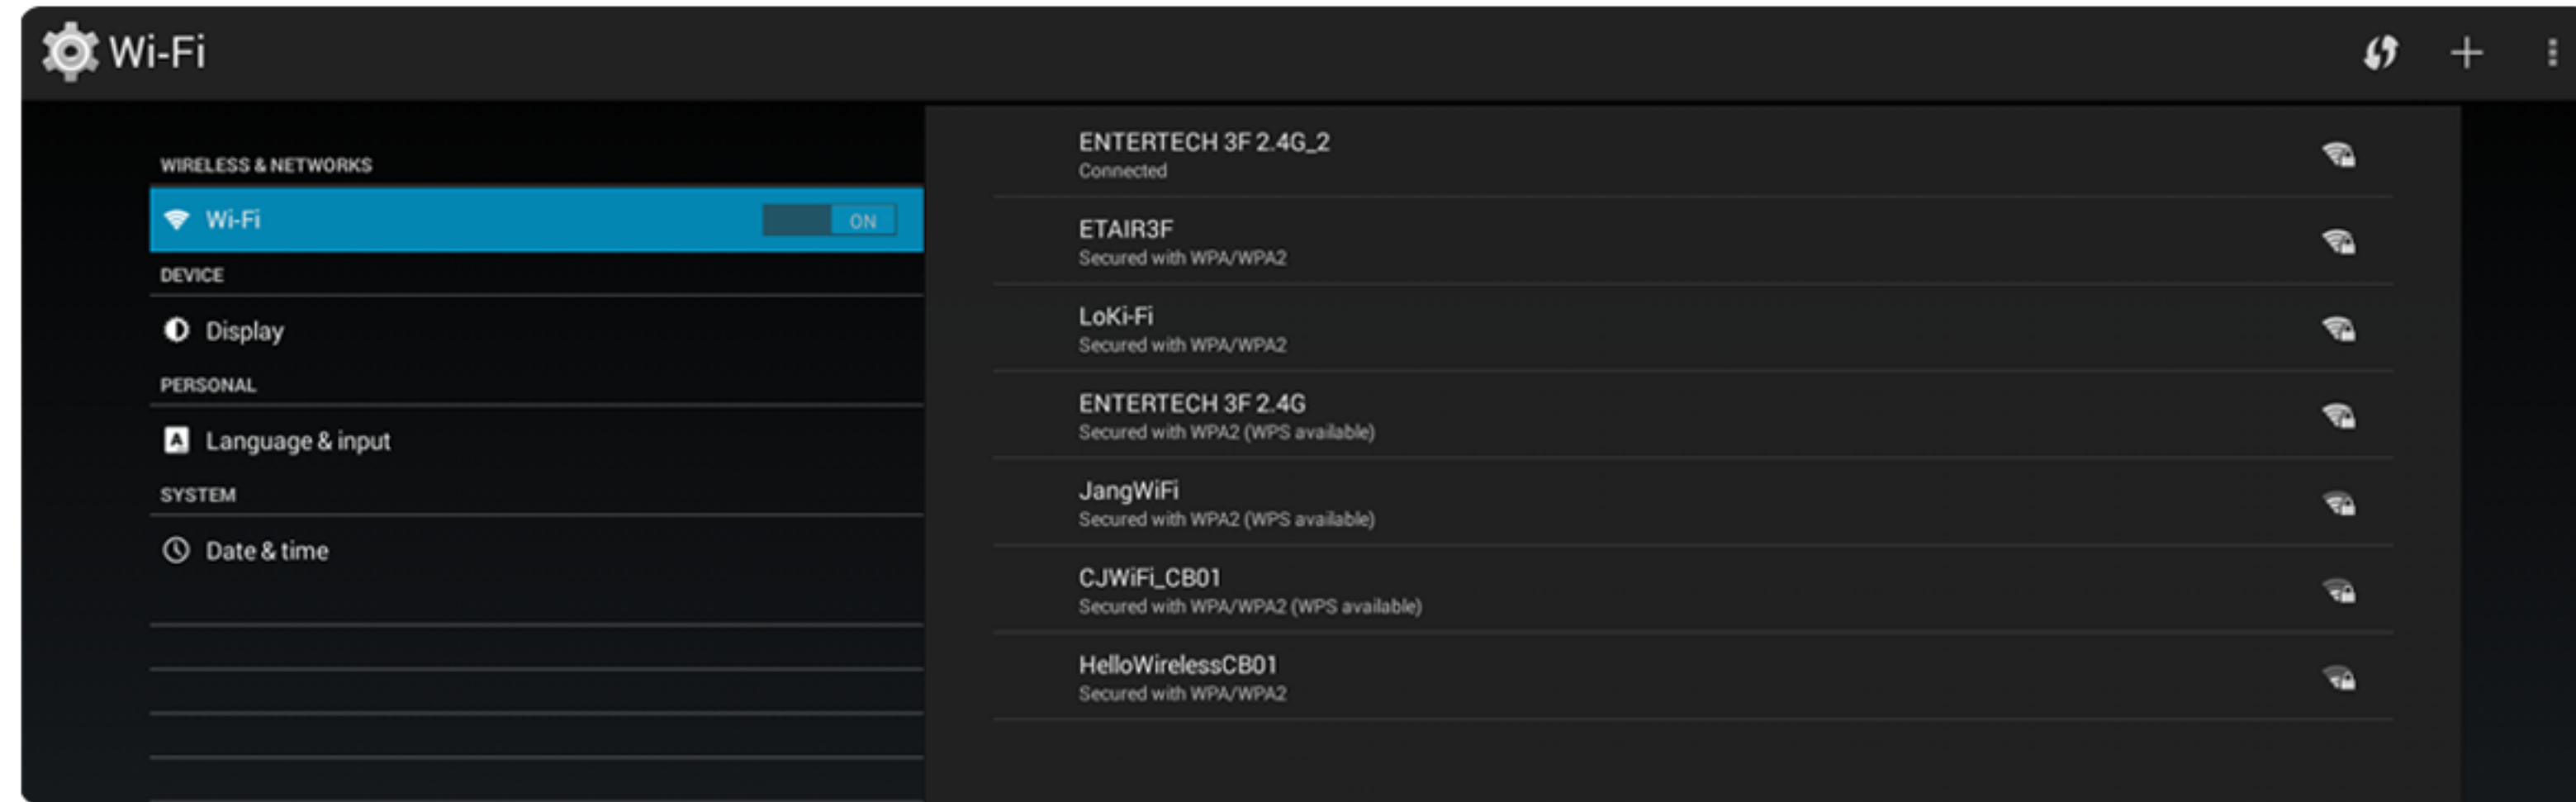 Wi-Fi
WIRELESS & NETWORKS
Wi-Fi
ON
DEVICE
Display
PERSONAL
A
Language & input
SYSTEM
Date & time
ENTERTECH 3F 2.4G_2
Connected
ETAIR3F
Secured with WPA/WPA2
LoKi-Fi
Secured with WPA/WPA2
ENTERTECH 3F 2.4G
Secured with WPA2 (WPS available)
JangWiFi
Secured with WPA2 (WPS available)
CJWiFi_CB01
Secured with WPA/WPA2 (WPS available)
HelloWirelessCB01
Secured with WPA/WPA2